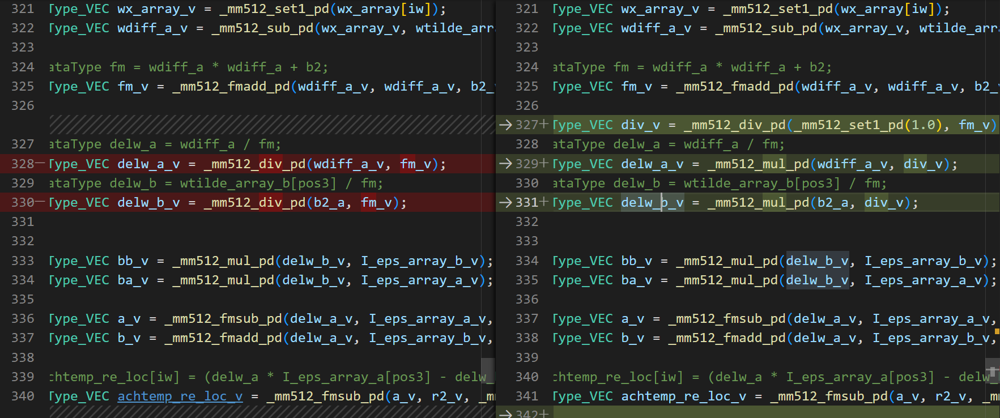 321 Type_VEC wx_array_v = _mm512_set1_pd(wx_array[iw]);
322 Type_VEC wdiff_a_v = _mm512_sub_pd(wx_array_v, wtilde_arr
323
324 ataType fm = wdiff_a * wdiff_a + b2;
325 Type_VEC fm_v = _mm512_fmadd_pd(wdiff_a_v, wdiff_a_v, b2_v
326
327 ataType delw_a = wdiff_a / fm;
328— Type_VEC delw_a_v = _mm512_div_pd(wdiff_a_v, fm_v);
329 ataType delw_b = wtilde_array_b[pos3] / fm;
330— Type_VEC delw_b_v = _mm512_div_pd(b2_a, fm_v);
331
332
333 Type_VEC bb_v = _mm512_mul_pd(delw_b_v, I_eps_array_b_v);
334 Type_VEC ba_v = _mm512_mul_pd(delw_b_v, I_eps_array_a_v);
335
336 Type_VEC a_v = _mm512_fmsub_pd(delw_a_v, I_eps_array_a_v,
337 Type_VEC b_v = _mm512_fmadd_pd(delw_a_v, I_eps_array_b_v,
338
339 chtemp_re_loc[iw] = (delw_a * I_eps_array_a[pos3] - delw_
340 Type_VEC achtemp_re_loc_v = _mm512_fmsub_pd(a_v, r2_v, _m
321 Type_VEC wx_array_v = _mm512_set1_pd(wx_array[iw]);
322 Type_VEC wdiff_a_v = _mm512_sub_pd(wx_array_v, wtilde_arr
323
324 ataType fm = wdiff_a * wdiff_a + b2;
325 Type_VEC fm_v = _mm512_fmadd_pd(wdiff_a_v, wdiff_a_v, b2_v
326
→327+ Type_VEC div_v = _mm512_div_pd(_mm512_set1_pd(1.0), fm_v)
328 ataType delw_a = wdiff_a / fm;
→329+ Type_VEC delw_a_v = _mm512_mul_pd(wdiff_a_v, div_v);
330 ataType delw_b = wtilde_array_b[pos3] / fm;
→331+ Type_VEC delw_b_v = _mm512_mul_pd(b2_a, div_v);
332
333
334 Type_VEC bb_v = _mm512_mul_pd(delw_b_v, I_eps_array_b_v);
335 Type_VEC ba_v = _mm512_mul_pd(delw_b_v, I_eps_array_a_v);
336
337 Type_VEC a_v = _mm512_fmsub_pd(delw_a_v, I_eps_array_a_v,
338 Type_VEC b_v = _mm512_fmadd_pd(delw_a_v, I_eps_array_b_v,
339
340 chtemp_re_loc[iw] = (delw_a * I_eps_array_a[pos3] - delw_
341 Type_VEC achtemp_re_loc_v = _mm512_fmsub_pd(a_v, r2_v, _mm
→342+